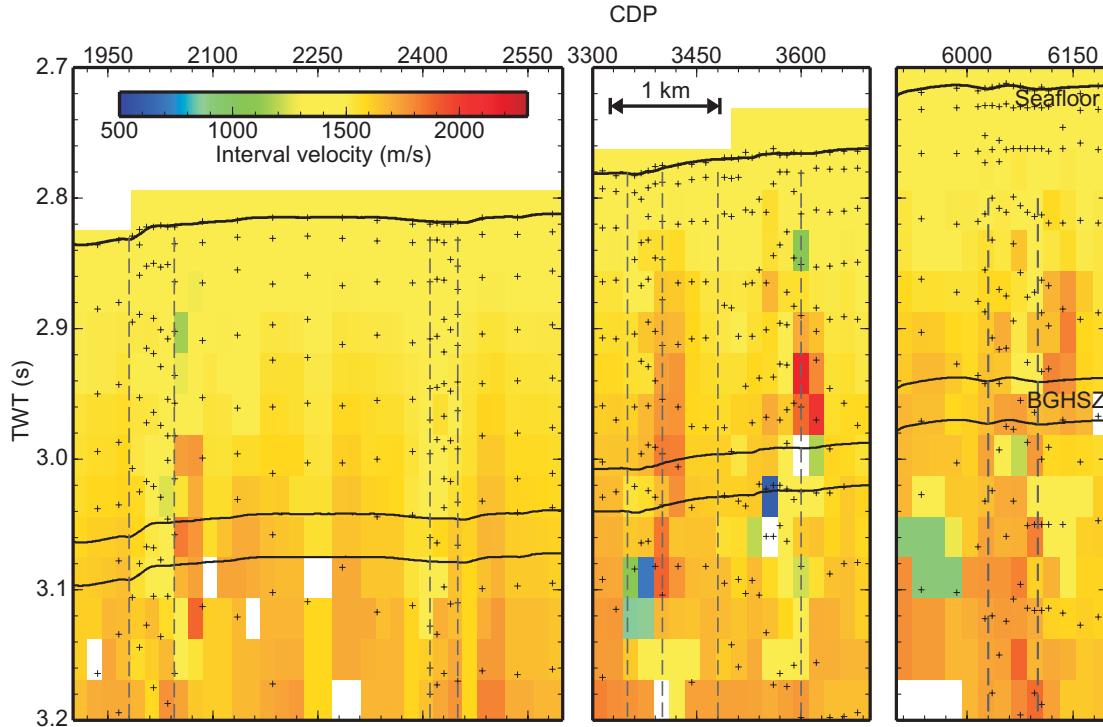 CDP
1950 2100 2250 2400 2550 3300 3450 3600 6000 6150
2.7
Seafloor
1 km
500 1000 1500 2000
Interval velocity (m/s)
2.8
2.9
TWT (s)
BGHSZ
3.0
3.1
3.2